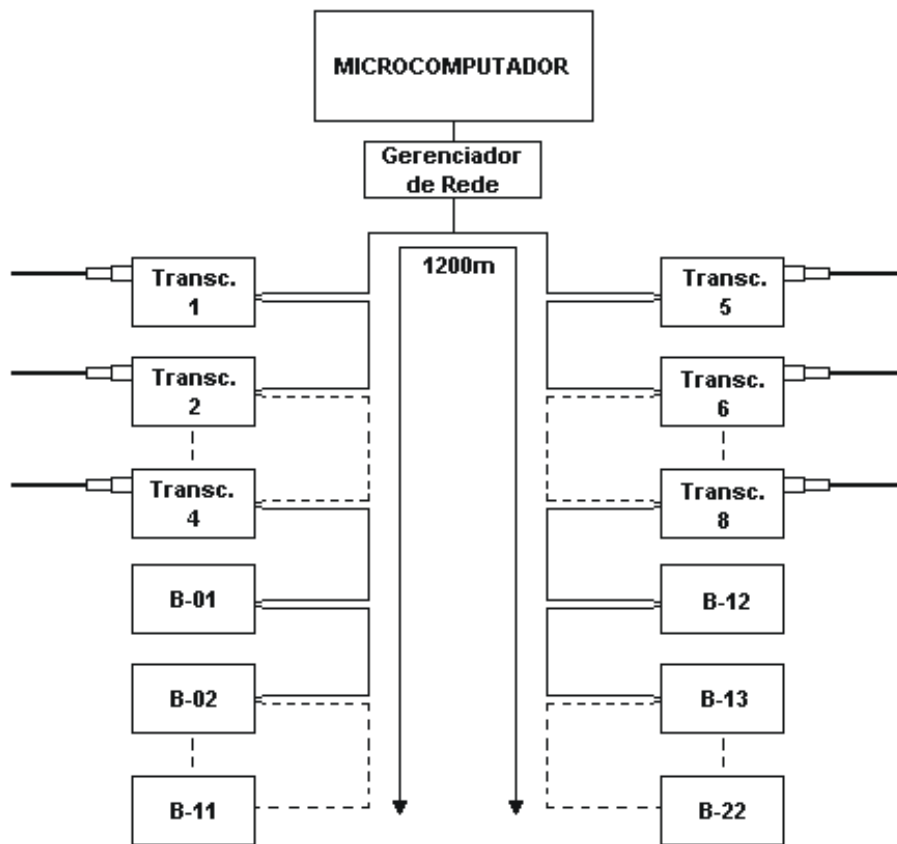 MICROCOMPUTADOR
Gerenciador
de Rede
1200m
Transc.
1
Transc.
5
Transc.
2
Transc.
6
Transc.
4
Transc.
8
B-01
B-12
B-02
B-13
B-11
B-22